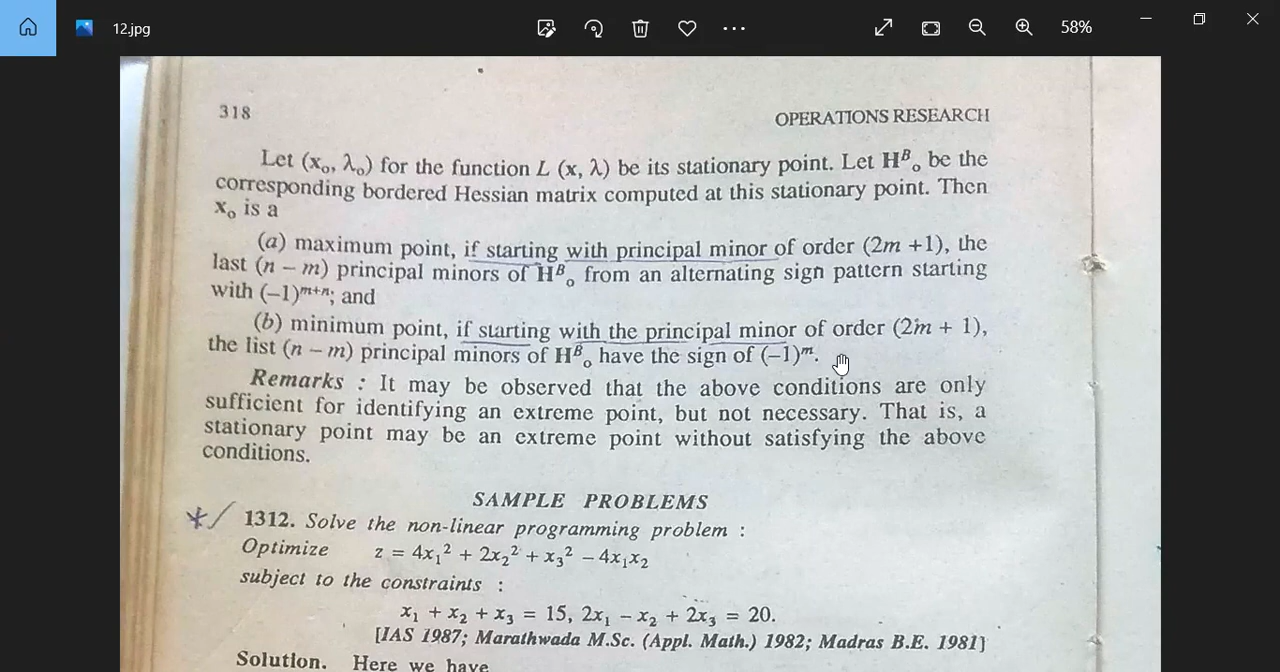 12.jpg
58%
318
OPERATIONS RESEARCH
Let (xₒ, λₒ) for the function L (x, λ) be its stationary point. Let Hᴮₒ be the
corresponding bordered Hessian matrix computed at this stationary point. Then
xₒ is a
(a) maximum point, if starting with principal minor of order (2m +1), the
last (n – m) principal minors of Hᴮₒ from an alternating sign pattern starting
with (–1)ᵐ⁺ⁿ; and
(b) minimum point, if starting with the principal minor of order (2m + 1),
the list (n – m) principal minors of Hᴮₒ have the sign of (–1)ᵐ.
Remarks : It may be observed that the above conditions are only
sufficient for identifying an extreme point, but not necessary. That is, a
stationary point may be an extreme point without satisfying the above
conditions.
SAMPLE PROBLEMS
1312. Solve the non-linear programming problem :
Optimize z = 4x₁² + 2x₂² + x₃² – 4x₁x₂
subject to the constraints :
x₁ + x₂ + x₃ = 15, 2x₁ – x₂ + 2x₃ = 20.
[IAS 1987; Marathwada M.Sc. (Appl. Math.) 1982; Madras B.E. 1981]
Solution. Here we have